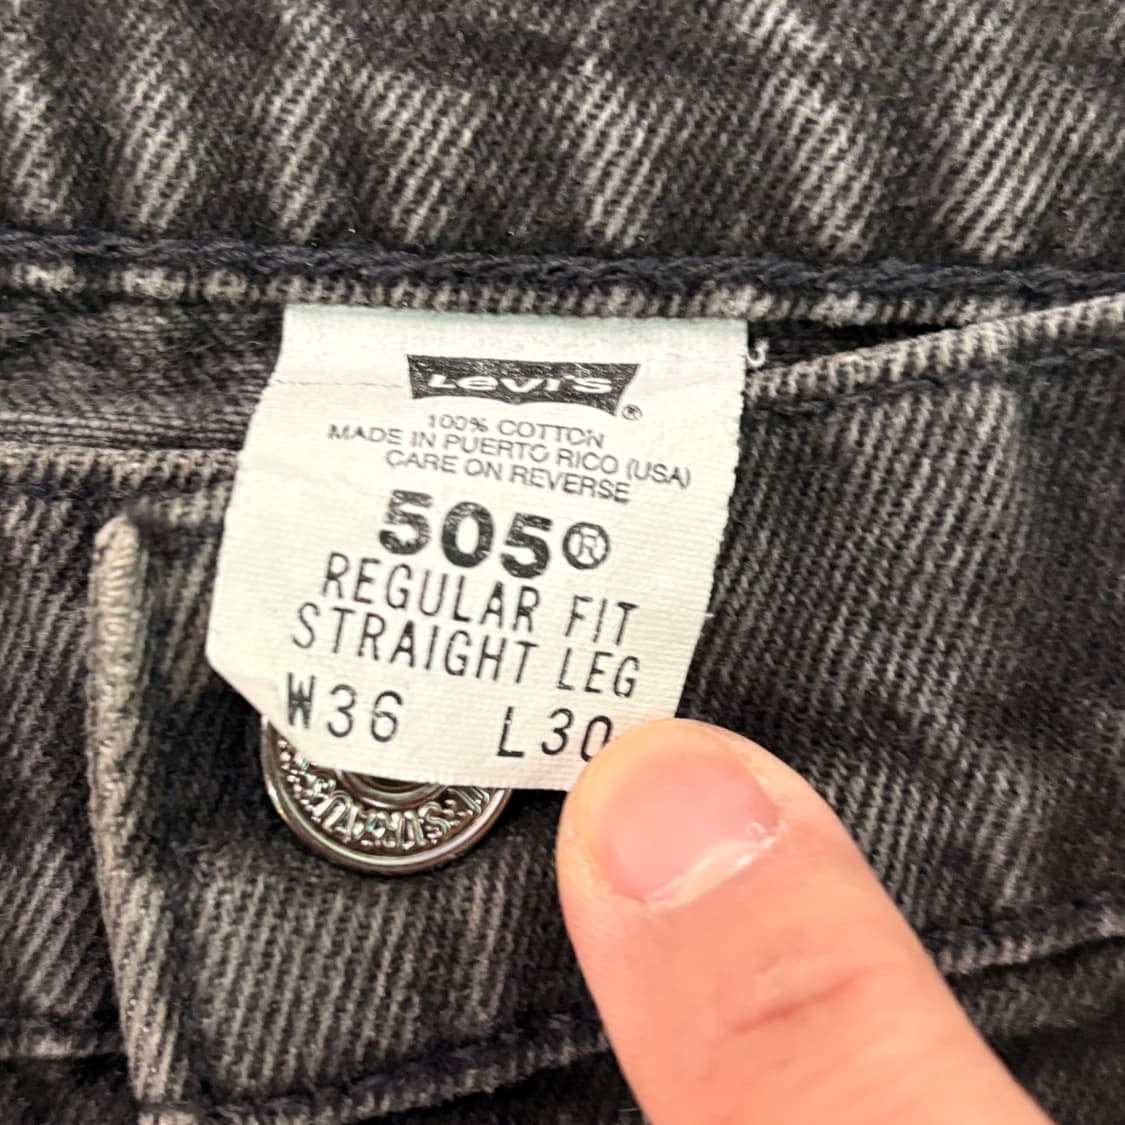 Levi's ®
100% COTTON
MADE IN PUERTO RICO (USA)
CARE ON REVERSE
505®
REGULAR FIT
STRAIGHT LEG
W36 L30